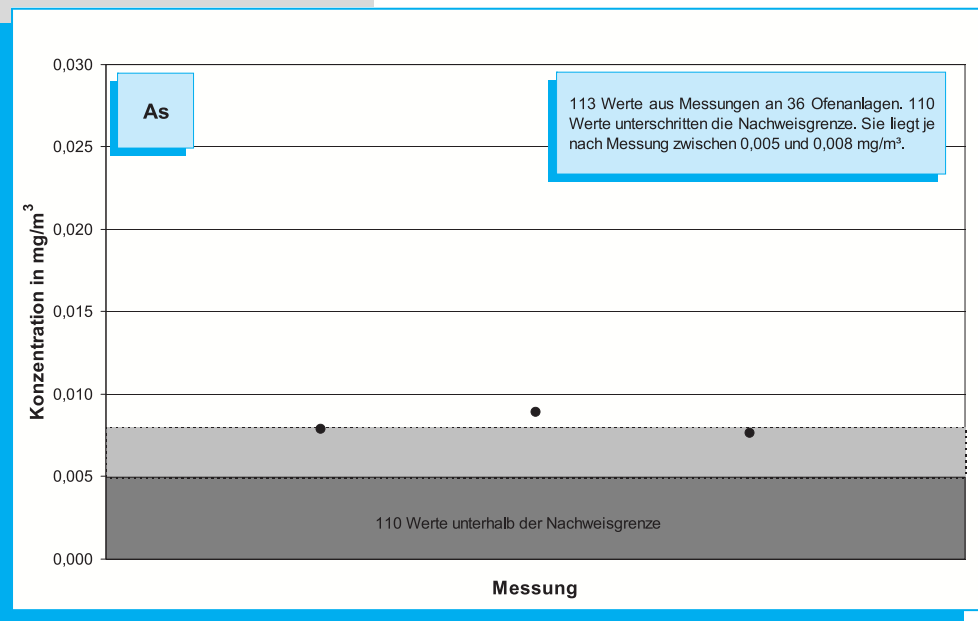 As
113 Werte aus Messungen an 36 Ofenanlagen. 110
Werte unterschritten die Nachweisgrenze. Sie liegt je
nach Messung zwischen 0,005 und 0,008 mg/m³.
Konzentration in mg/m³
0,030
0,025
0,020
0,015
0,010
0,005
0,000
110 Werte unterhalb der Nachweisgrenze
Messung